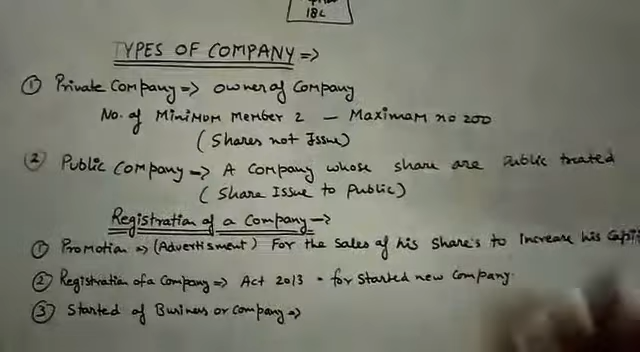 18L
TYPES OF COMPANY =>
① Private Company => owner of Company
No. of Minimum Member 2 — Maximam no 200
(Shares not Issue)
② Public Company => A Company whose share are Public treated
(Share Issue to Public)
Registration of a Company =>
① Promotion => (Advertisment) For the sales of his share's to Increase his Capit
② Registration of a Company => Act 2013 - for Started new Company.
③ Started of Business or company =>